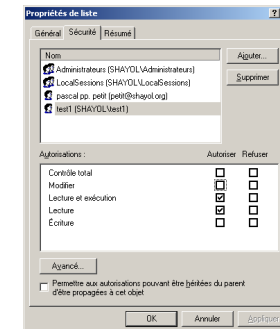 Propriétés de liste
Général Sécurité Résumé
Nom
Administrateurs (SHAYOL\Administrateurs)
LocalSessions (SHAYOL\LocalSessions)
pascal pp. petit (petit@shayol.org)
test1 (SHAYOL\test1)
Ajouter...
Supprimer
Autorisations : Autoriser Refuser
Contrôle total
Modifier
Lecture et exécution
Lecture
Écriture
Avancé...
Permettre aux autorisations pouvant être héritées du parent
d'être propagées à cet objet
OK Annuler Appliquer